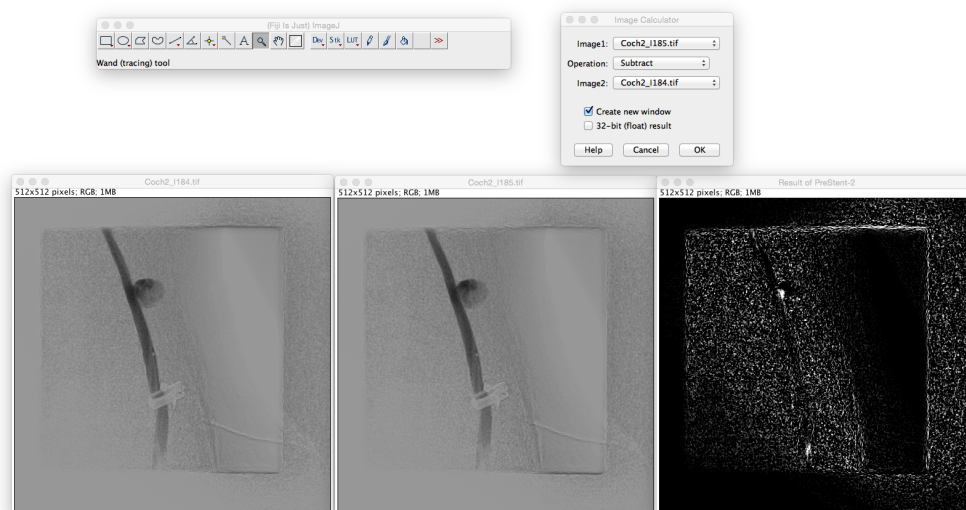 (Fiji Is Just) ImageJ
A Dev Stk LUT >>
Wand (tracing) tool
Image Calculator
Image1: Coch2_I185.tif
Operation: Subtract
Image2: Coch2_I184.tif
Create new window
32-bit (float) result
Help Cancel OK
Coch2_I184.tif
512x512 pixels; RGB; 1MB
Coch2_I185.tif
512x512 pixels; RGB; 1MB
Result of PreStent-2
512x512 pixels; RGB; 1MB